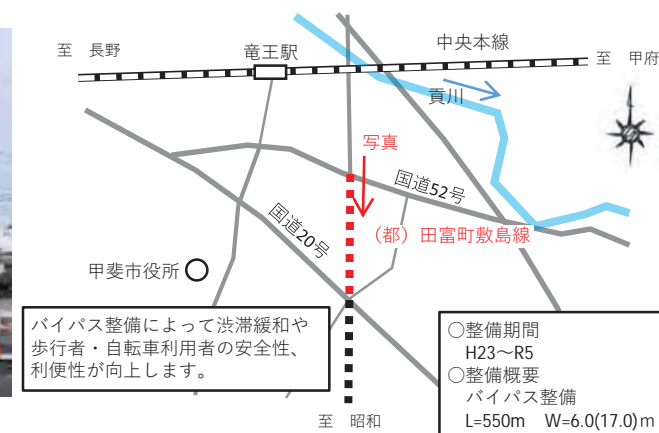 至 長野
竜王駅
中央本線
至 甲府
貢川
写真
国道52号
(都)田富町敷島線
国道20号
甲斐市役所
バイパス整備によって渋滞緩和や
歩行者・自転車利用者の安全性、
利便性が向上します。
○整備期間
H23～R5
○整備概要
バイパス整備
L=550m W=6.0(17.0)m
至 昭和